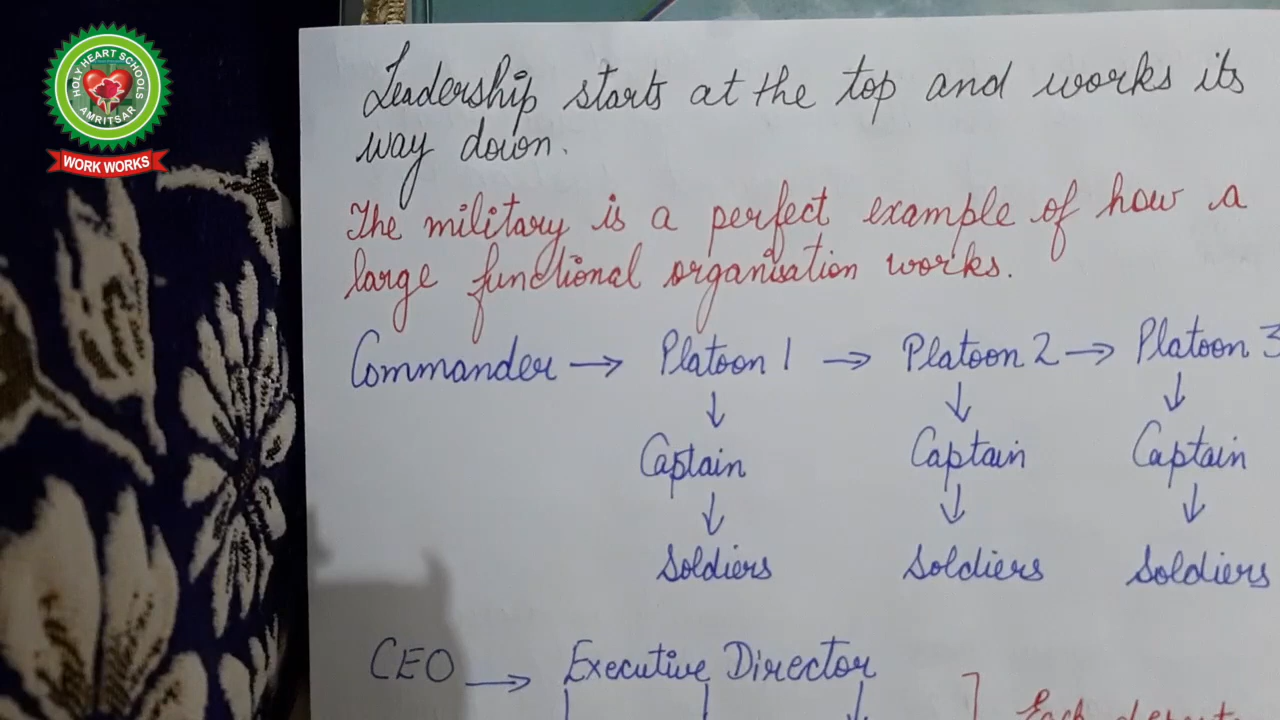 HOLY HEART SCHOOLS
AMRITSAR
WORK WORKS
Leadership starts at the top and works its
way down.
The military is a perfect example of how a
large functional organisation works.
Commander → Platoon 1 → Platoon 2 → Platoon 3
↓ ↓ ↓
Captain Captain Captain
↓ ↓ ↓
Soldiers Soldiers Soldiers
CEO → Executive Director
Each